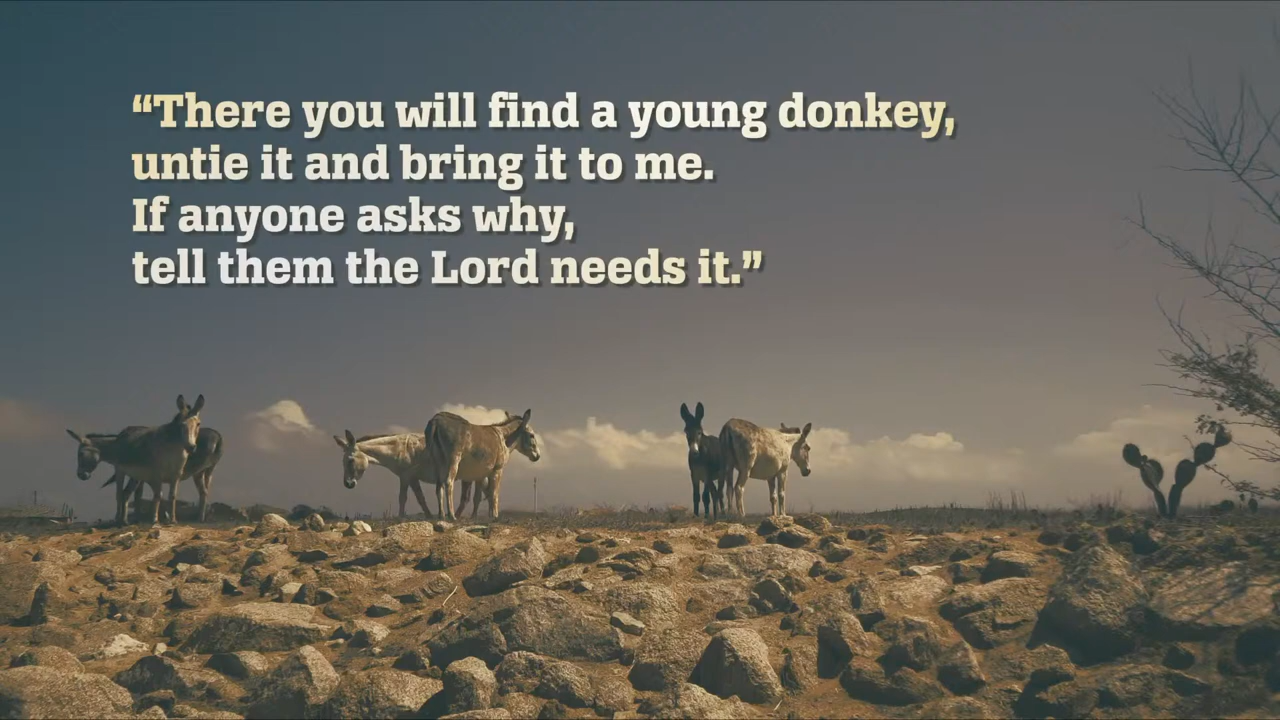 “There you will find a young donkey,
untie it and bring it to me.
If anyone asks why,
tell them the Lord needs it.”